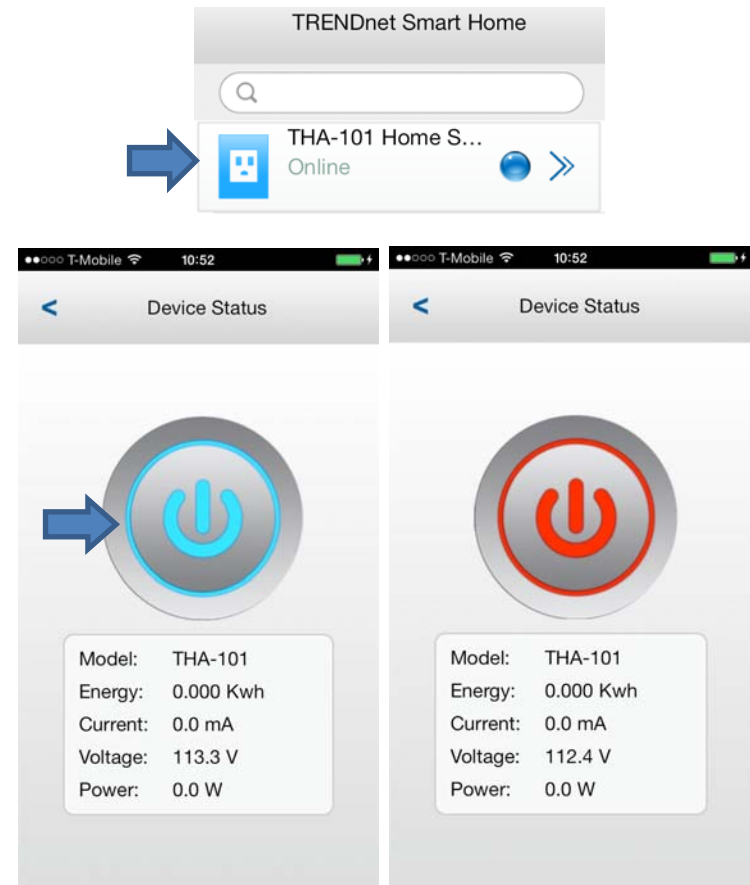 TRENDnet Smart Home
THA-101 Home S...
Online
T-Mobile 10:52
< Device Status
Model: THA-101
Energy: 0.000 Kwh
Current: 0.0 mA
Voltage: 113.3 V
Power: 0.0 W
T-Mobile 10:52
< Device Status
Model: THA-101
Energy: 0.000 Kwh
Current: 0.0 mA
Voltage: 112.4 V
Power: 0.0 W